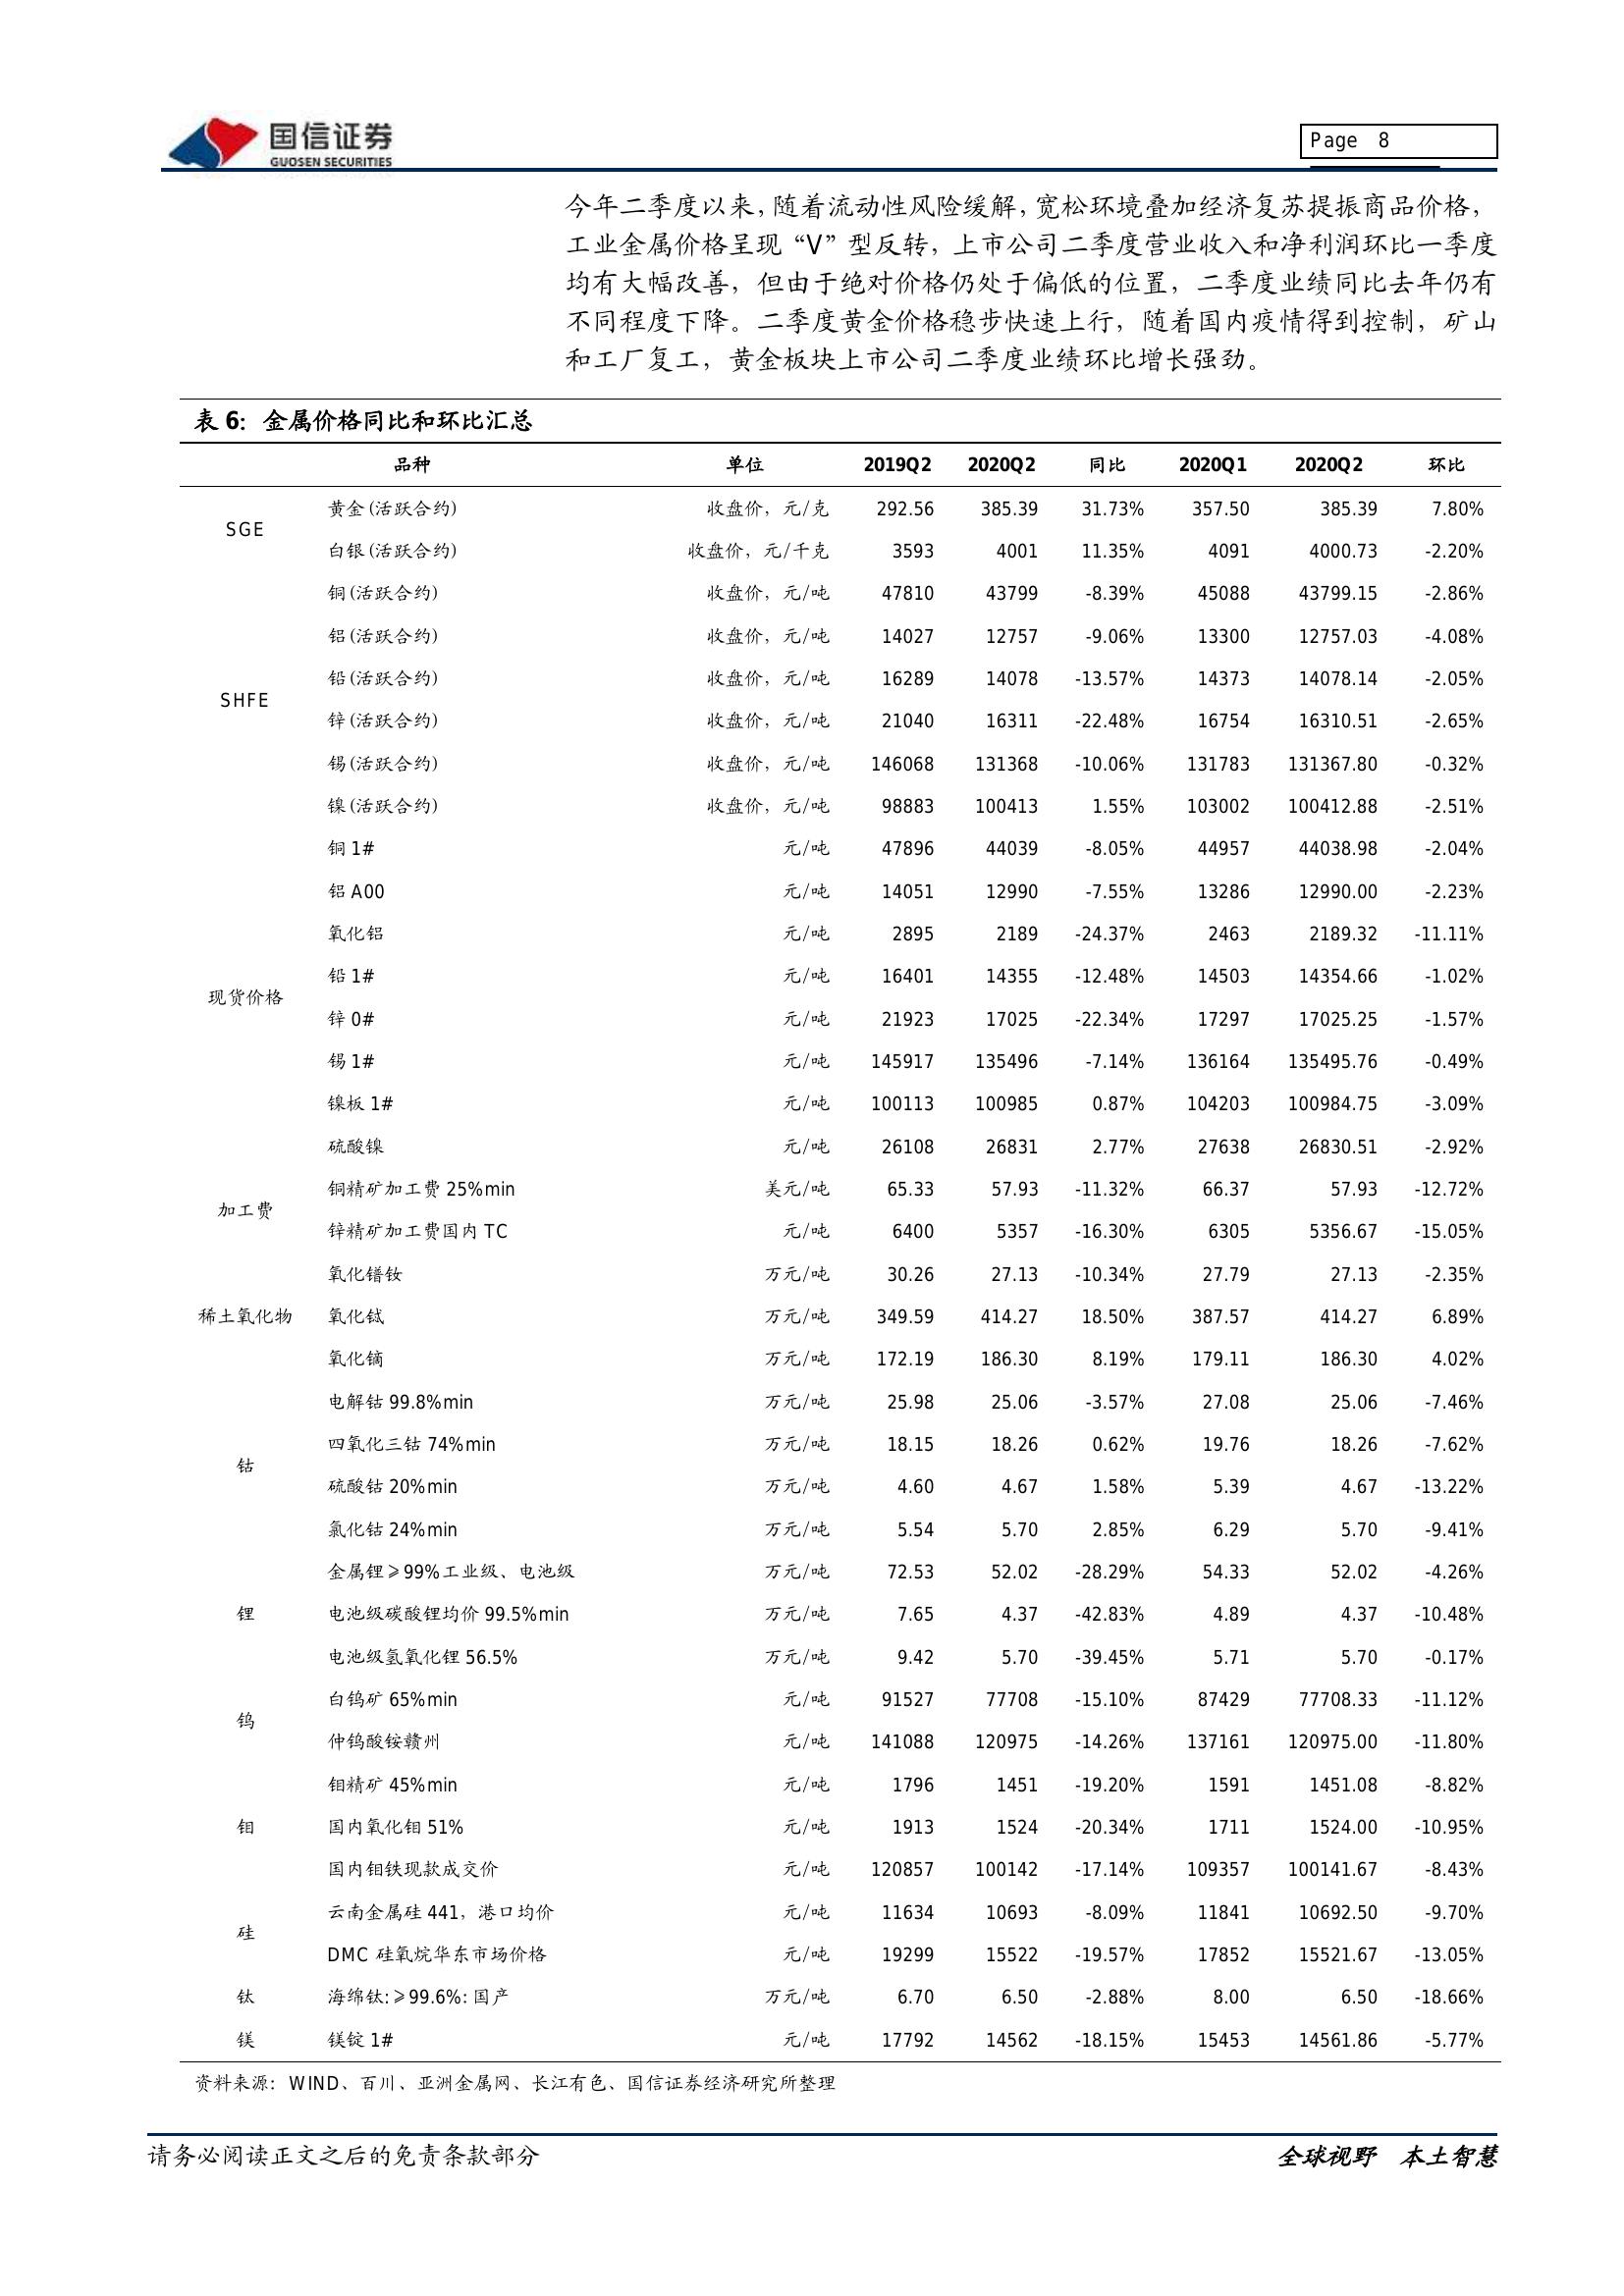 国信证券
GUOSEN SECURITIES
Page 8
今年二季度以来，随着流动性风险缓解，宽松环境叠加经济复苏提振商品价格，
工业金属价格呈现“V”型反转，上市公司二季度营业收入和净利润环比一季度
均有大幅改善，但由于绝对价格仍处于偏低的位置，二季度业绩同比去年仍有
不同程度下降。二季度黄金价格稳步快速上行，随着国内疫情得到控制，矿山
和工厂复工，黄金板块上市公司二季度业绩环比增长强劲。
表 6：金属价格同比和环比汇总
品种 单位 2019Q2 2020Q2 同比 2020Q1 2020Q2 环比
SGE
黄金(活跃合约) 收盘价，元/克 292.56 385.39 31.73% 357.50 385.39 7.80%
白银(活跃合约) 收盘价，元/千克 3593 4001 11.35% 4091 4000.73 -2.20%
SHFE
铜(活跃合约) 收盘价，元/吨 47810 43799 -8.39% 45088 43799.15 -2.86%
铝(活跃合约) 收盘价，元/吨 14027 12757 -9.06% 13300 12757.03 -4.08%
铅(活跃合约) 收盘价，元/吨 16289 14078 -13.57% 14373 14078.14 -2.05%
锌(活跃合约) 收盘价，元/吨 21040 16311 -22.48% 16754 16310.51 -2.65%
锡(活跃合约) 收盘价，元/吨 146068 131368 -10.06% 131783 131367.80 -0.32%
镍(活跃合约) 收盘价，元/吨 98883 100413 1.55% 103002 100412.88 -2.51%
现货价格
铜 1# 元/吨 47896 44039 -8.05% 44957 44038.98 -2.04%
铝 A00 元/吨 14051 12990 -7.55% 13286 12990.00 -2.23%
氧化铝 元/吨 2895 2189 -24.37% 2463 2189.32 -11.11%
铅 1# 元/吨 16401 14355 -12.48% 14503 14354.66 -1.02%
锌 0# 元/吨 21923 17025 -22.34% 17297 17025.25 -1.57%
锡 1# 元/吨 145917 135496 -7.14% 136164 135495.76 -0.49%
镍板 1# 元/吨 100113 100985 0.87% 104203 100984.75 -3.09%
硫酸镍 元/吨 26108 26831 2.77% 27638 26830.51 -2.92%
加工费
铜精矿加工费 25%min 美元/吨 65.33 57.93 -11.32% 66.37 57.93 -12.72%
锌精矿加工费国内 TC 元/吨 6400 5357 -16.30% 6305 5356.67 -15.05%
稀土氧化物
氧化镨钕 万元/吨 30.26 27.13 -10.34% 27.79 27.13 -2.35%
氧化铽 万元/吨 349.59 414.27 18.50% 387.57 414.27 6.89%
氧化镝 万元/吨 172.19 186.30 8.19% 179.11 186.30 4.02%
钴
电解钴 99.8%min 万元/吨 25.98 25.06 -3.57% 27.08 25.06 -7.46%
四氧化三钴 74%min 万元/吨 18.15 18.26 0.62% 19.76 18.26 -7.62%
硫酸钴 20%min 万元/吨 4.60 4.67 1.58% 5.39 4.67 -13.22%
氯化钴 24%min 万元/吨 5.54 5.70 2.85% 6.29 5.70 -9.41%
锂
金属锂≥99%工业级、电池级 万元/吨 72.53 52.02 -28.29% 54.33 52.02 -4.26%
电池级碳酸锂均价 99.5%min 万元/吨 7.65 4.37 -42.83% 4.89 4.37 -10.48%
电池级氢氧化锂 56.5% 万元/吨 9.42 5.70 -39.45% 5.71 5.70 -0.17%
钨
白钨矿 65%min 元/吨 91527 77708 -15.10% 87429 77708.33 -11.12%
仲钨酸铵赣州 元/吨 141088 120975 -14.26% 137161 120975.00 -11.80%
钼
钼精矿 45%min 元/吨 1796 1451 -19.20% 1591 1451.08 -8.82%
国内氧化钼 51% 元/吨 1913 1524 -20.34% 1711 1524.00 -10.95%
国内钼铁现款成交价 元/吨 120857 100142 -17.14% 109357 100141.67 -8.43%
硅
云南金属硅 441，港口均价 元/吨 11634 10693 -8.09% 11841 10692.50 -9.70%
DMC 硅氧烷华东市场价格 元/吨 19299 15522 -19.57% 17852 15521.67 -13.05%
钛 海绵钛:≥99.6%:国产 万元/吨 6.70 6.50 -2.88% 8.00 6.50 -18.66%
镁 镁锭 1# 元/吨 17792 14562 -18.15% 15453 14561.86 -5.77%
资料来源：WIND、百川、亚洲金属网、长江有色、国信证券经济研究所整理
请务必阅读正文之后的免责条款部分
全球视野 本土智慧